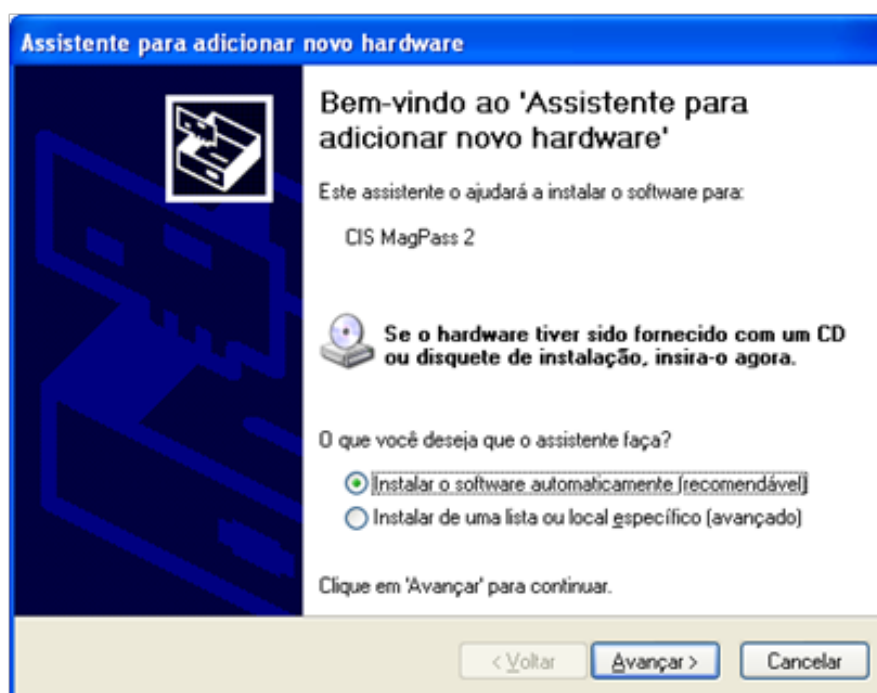 Assistente para adicionar novo hardware
Bem-vindo ao 'Assistente para
adicionar novo hardware'
Este assistente o ajudará a instalar o software para:
CIS MagPass 2
Se o hardware tiver sido fornecido com um CD
ou disquete de instalação, insira-o agora.
O que você deseja que o assistente faça?
Instalar o software automaticamente (recomendável)
Instalar de uma lista ou local específico (avançado)
Clique em 'Avançar' para continuar.
< Voltar
Avançar >
Cancelar